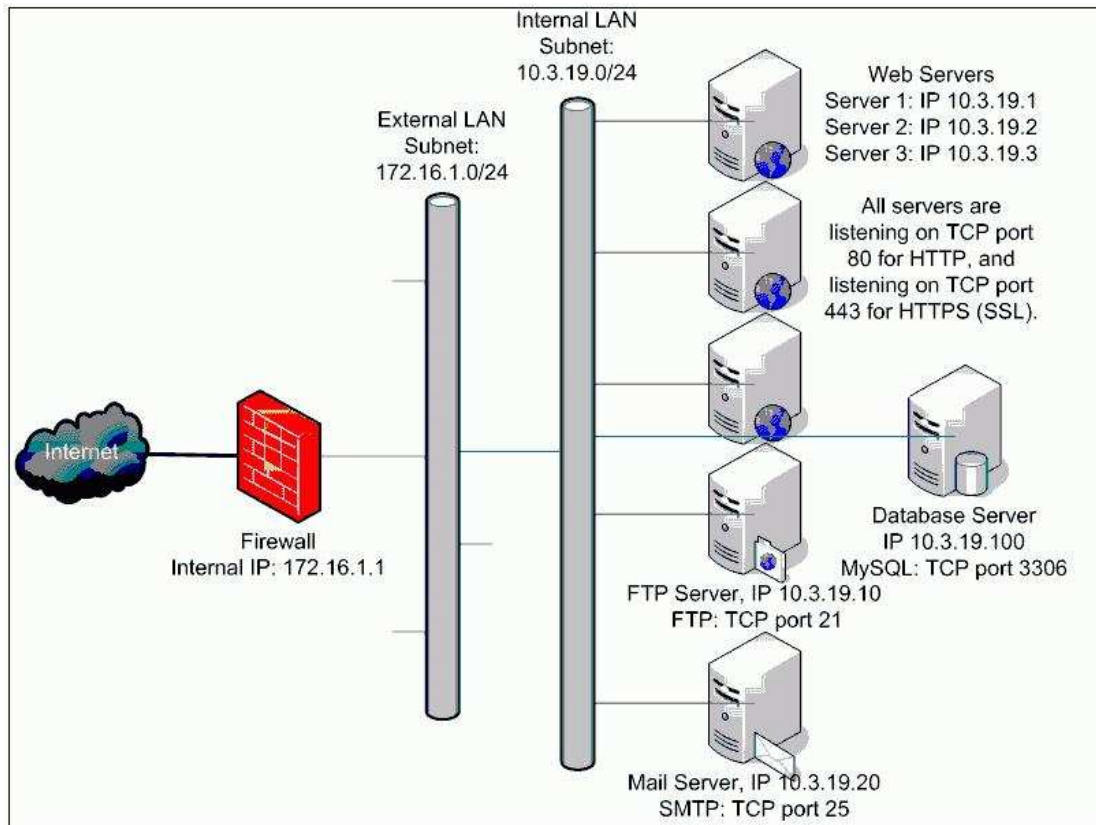 Internal LAN
Subnet:
10.3.19.0/24
External LAN
Subnet:
172.16.1.0/24
Web Servers
Server 1: IP 10.3.19.1
Server 2: IP 10.3.19.2
Server 3: IP 10.3.19.3
All servers are
listening on TCP port
80 for HTTP, and
listening on TCP port
443 for HTTPS (SSL).
Internet
Firewall
Internal IP: 172.16.1.1
Database Server
IP 10.3.19.100
MySQL: TCP port 3306
FTP Server, IP 10.3.19.10
FTP: TCP port 21
Mail Server, IP 10.3.19.20
SMTP: TCP port 25